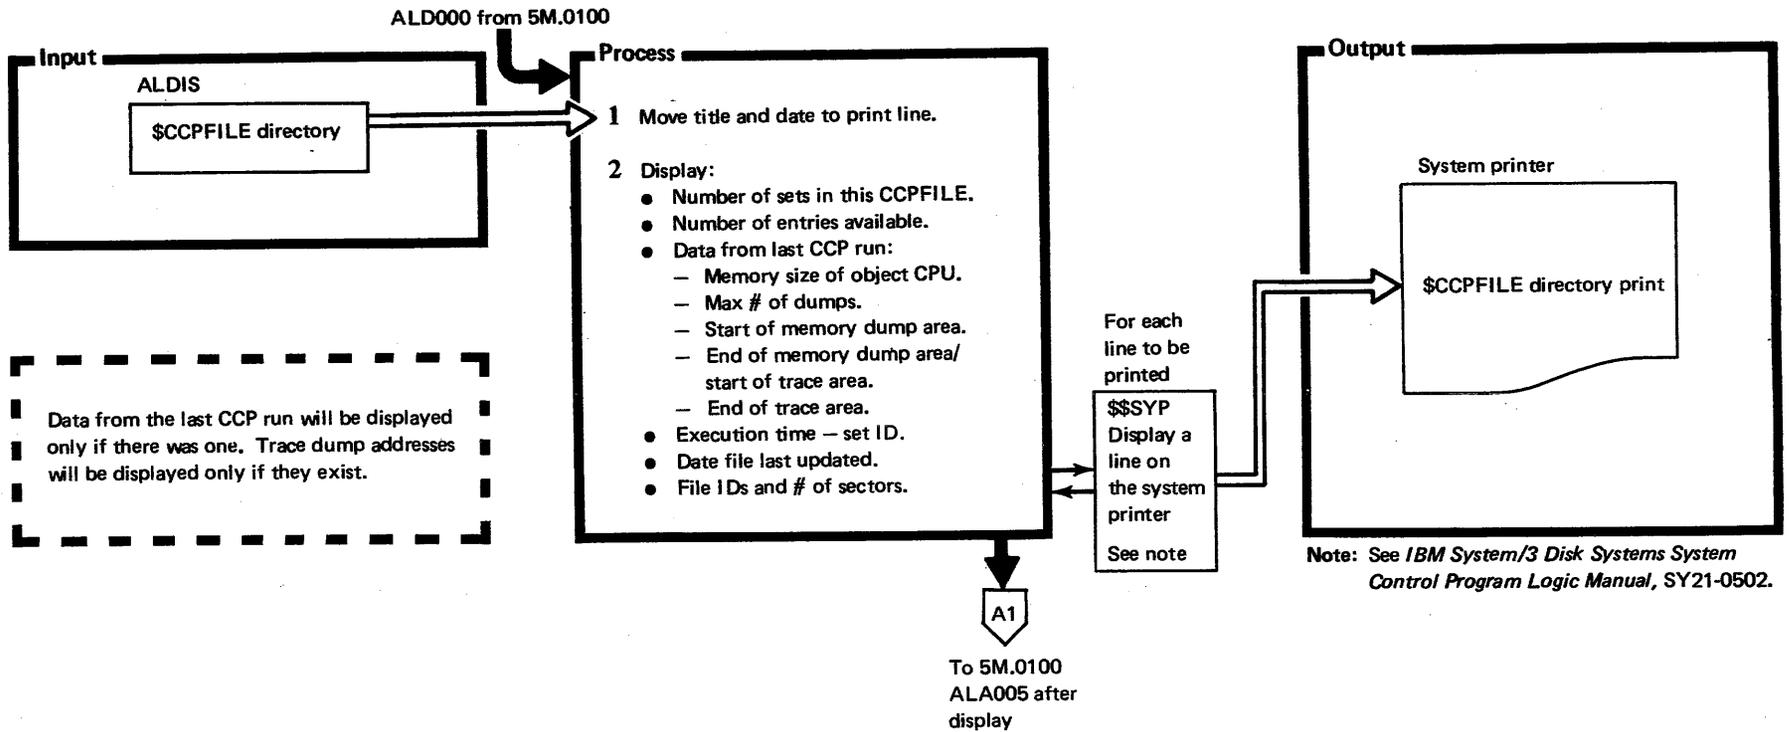 ALD000 from 5M.0100
Input
ALDIS
$CCPFILE directory
Data from the last CCP run will be displayed
only if there was one. Trace dump addresses
will be displayed only if they exist.
Process
1 Move title and date to print line.
2 Display:
● Number of sets in this CCPFILE.
● Number of entries available.
● Data from last CCP run:
— Memory size of object CPU.
— Max # of dumps.
— Start of memory dump area.
— End of memory dump area/
start of trace area.
— End of trace area.
● Execution time — set ID.
● Date file last updated.
● File IDs and # of sectors.
A1
To 5M.0100
ALA005 after
display
For each
line to be
printed
$$SYP
Display a
line on
the system
printer
See note
Output
System printer
$CCPFILE directory print
Note: See IBM System/3 Disk Systems System
Control Program Logic Manual, SY21-0502.